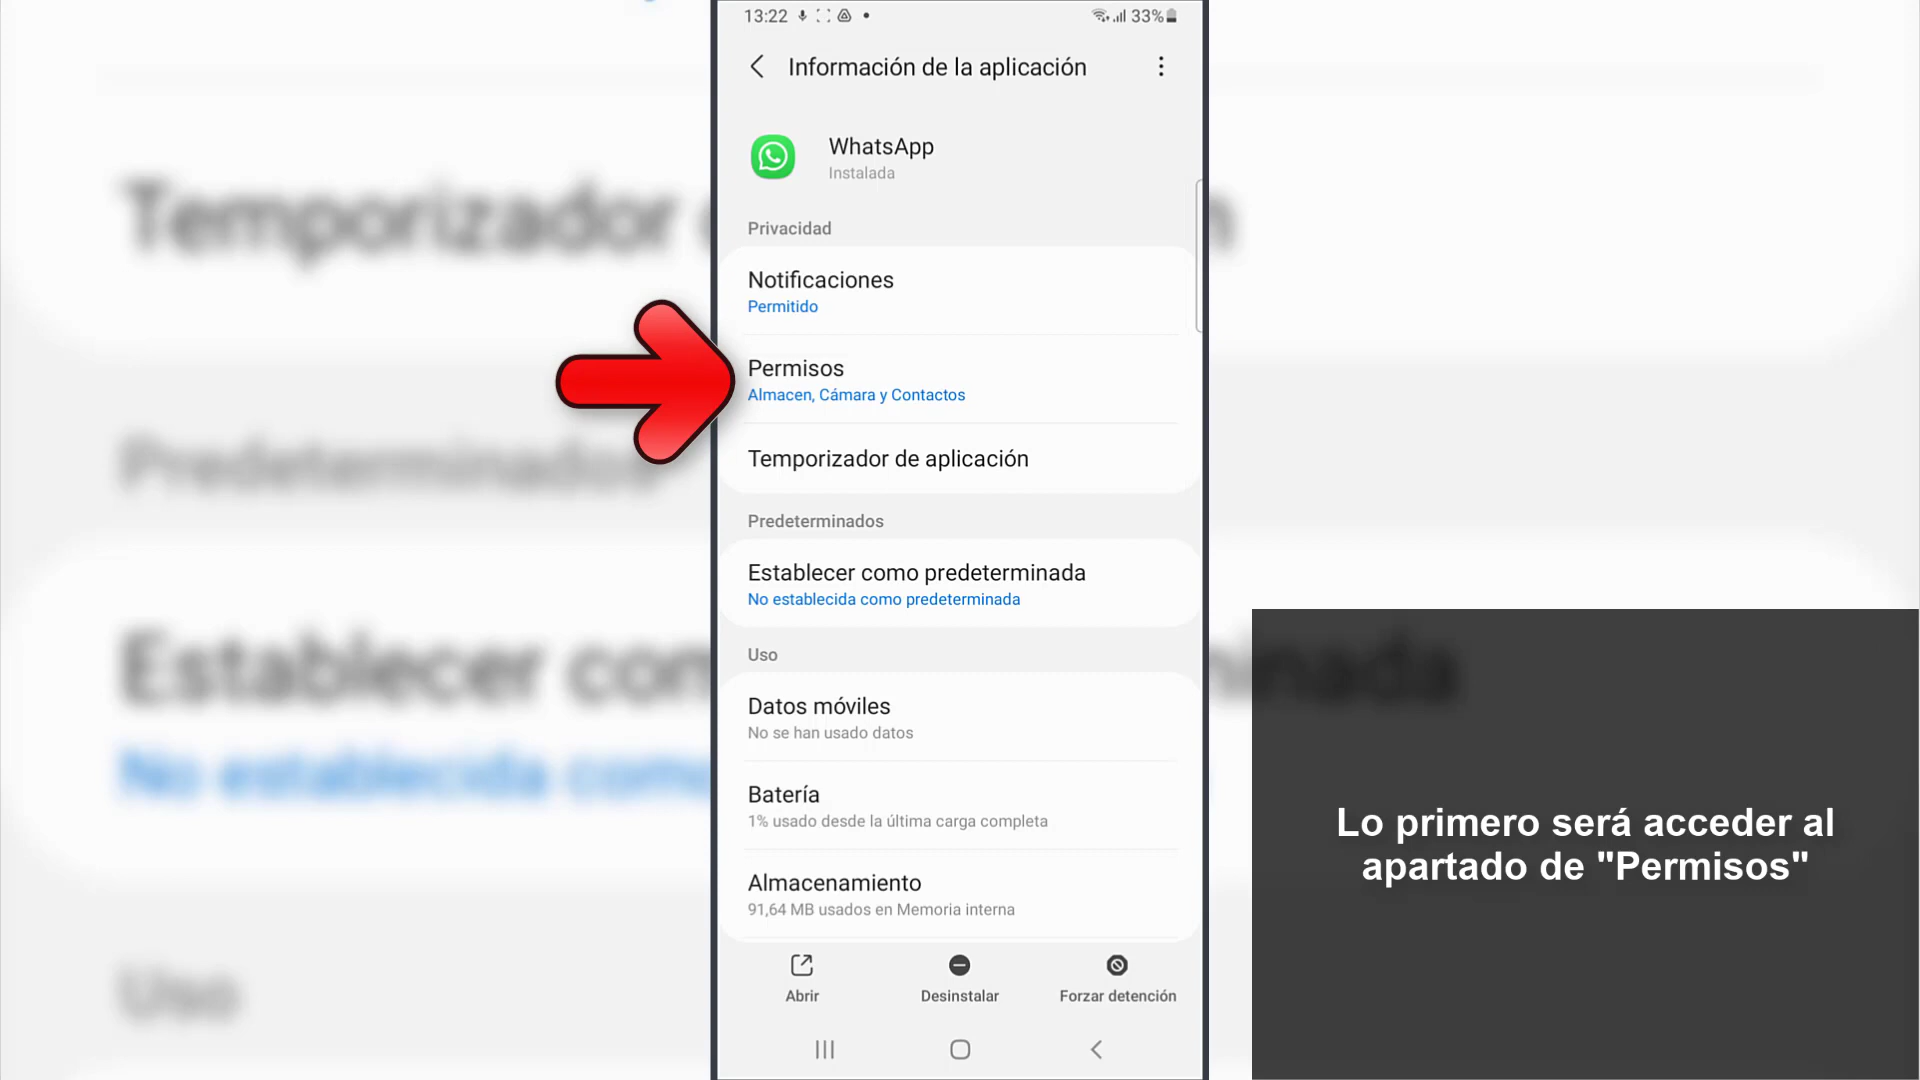 13:22
33%
Información de la aplicación
WhatsApp
Instalada
Privacidad
Notificaciones
Permitido
Permisos
Almacen, Cámara y Contactos
Temporizador de aplicación
Predeterminados
Establecer como predeterminada
No establecida como predeterminada
Uso
Datos móviles
No se han usado datos
Batería
1% usado desde la última carga completa
Almacenamiento
91,64 MB usados en Memoria interna
Abrir
Desinstalar
Forzar detención
Temporizador
n
Predeterminados
Establecer com
minada
No establecida como
Uso
Lo primero será acceder al
apartado de "Permisos"